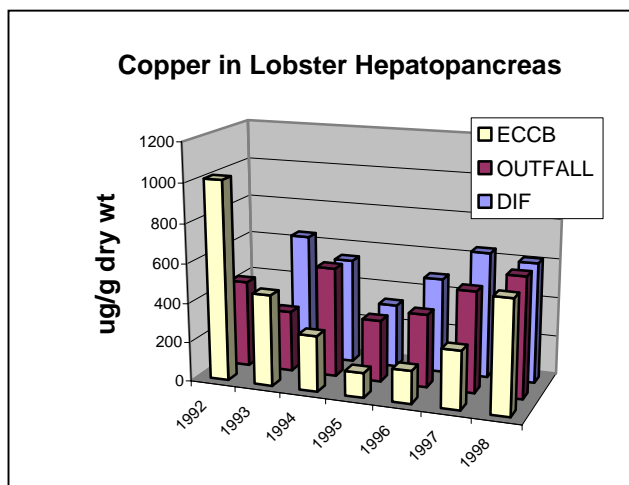 Copper in Lobster Hepatopancreas
ECCB
OUTFALL
DIF
ug/g dry wt
1200
1000
800
600
400
200
0
1992
1993
1994
1995
1996
1997
1998